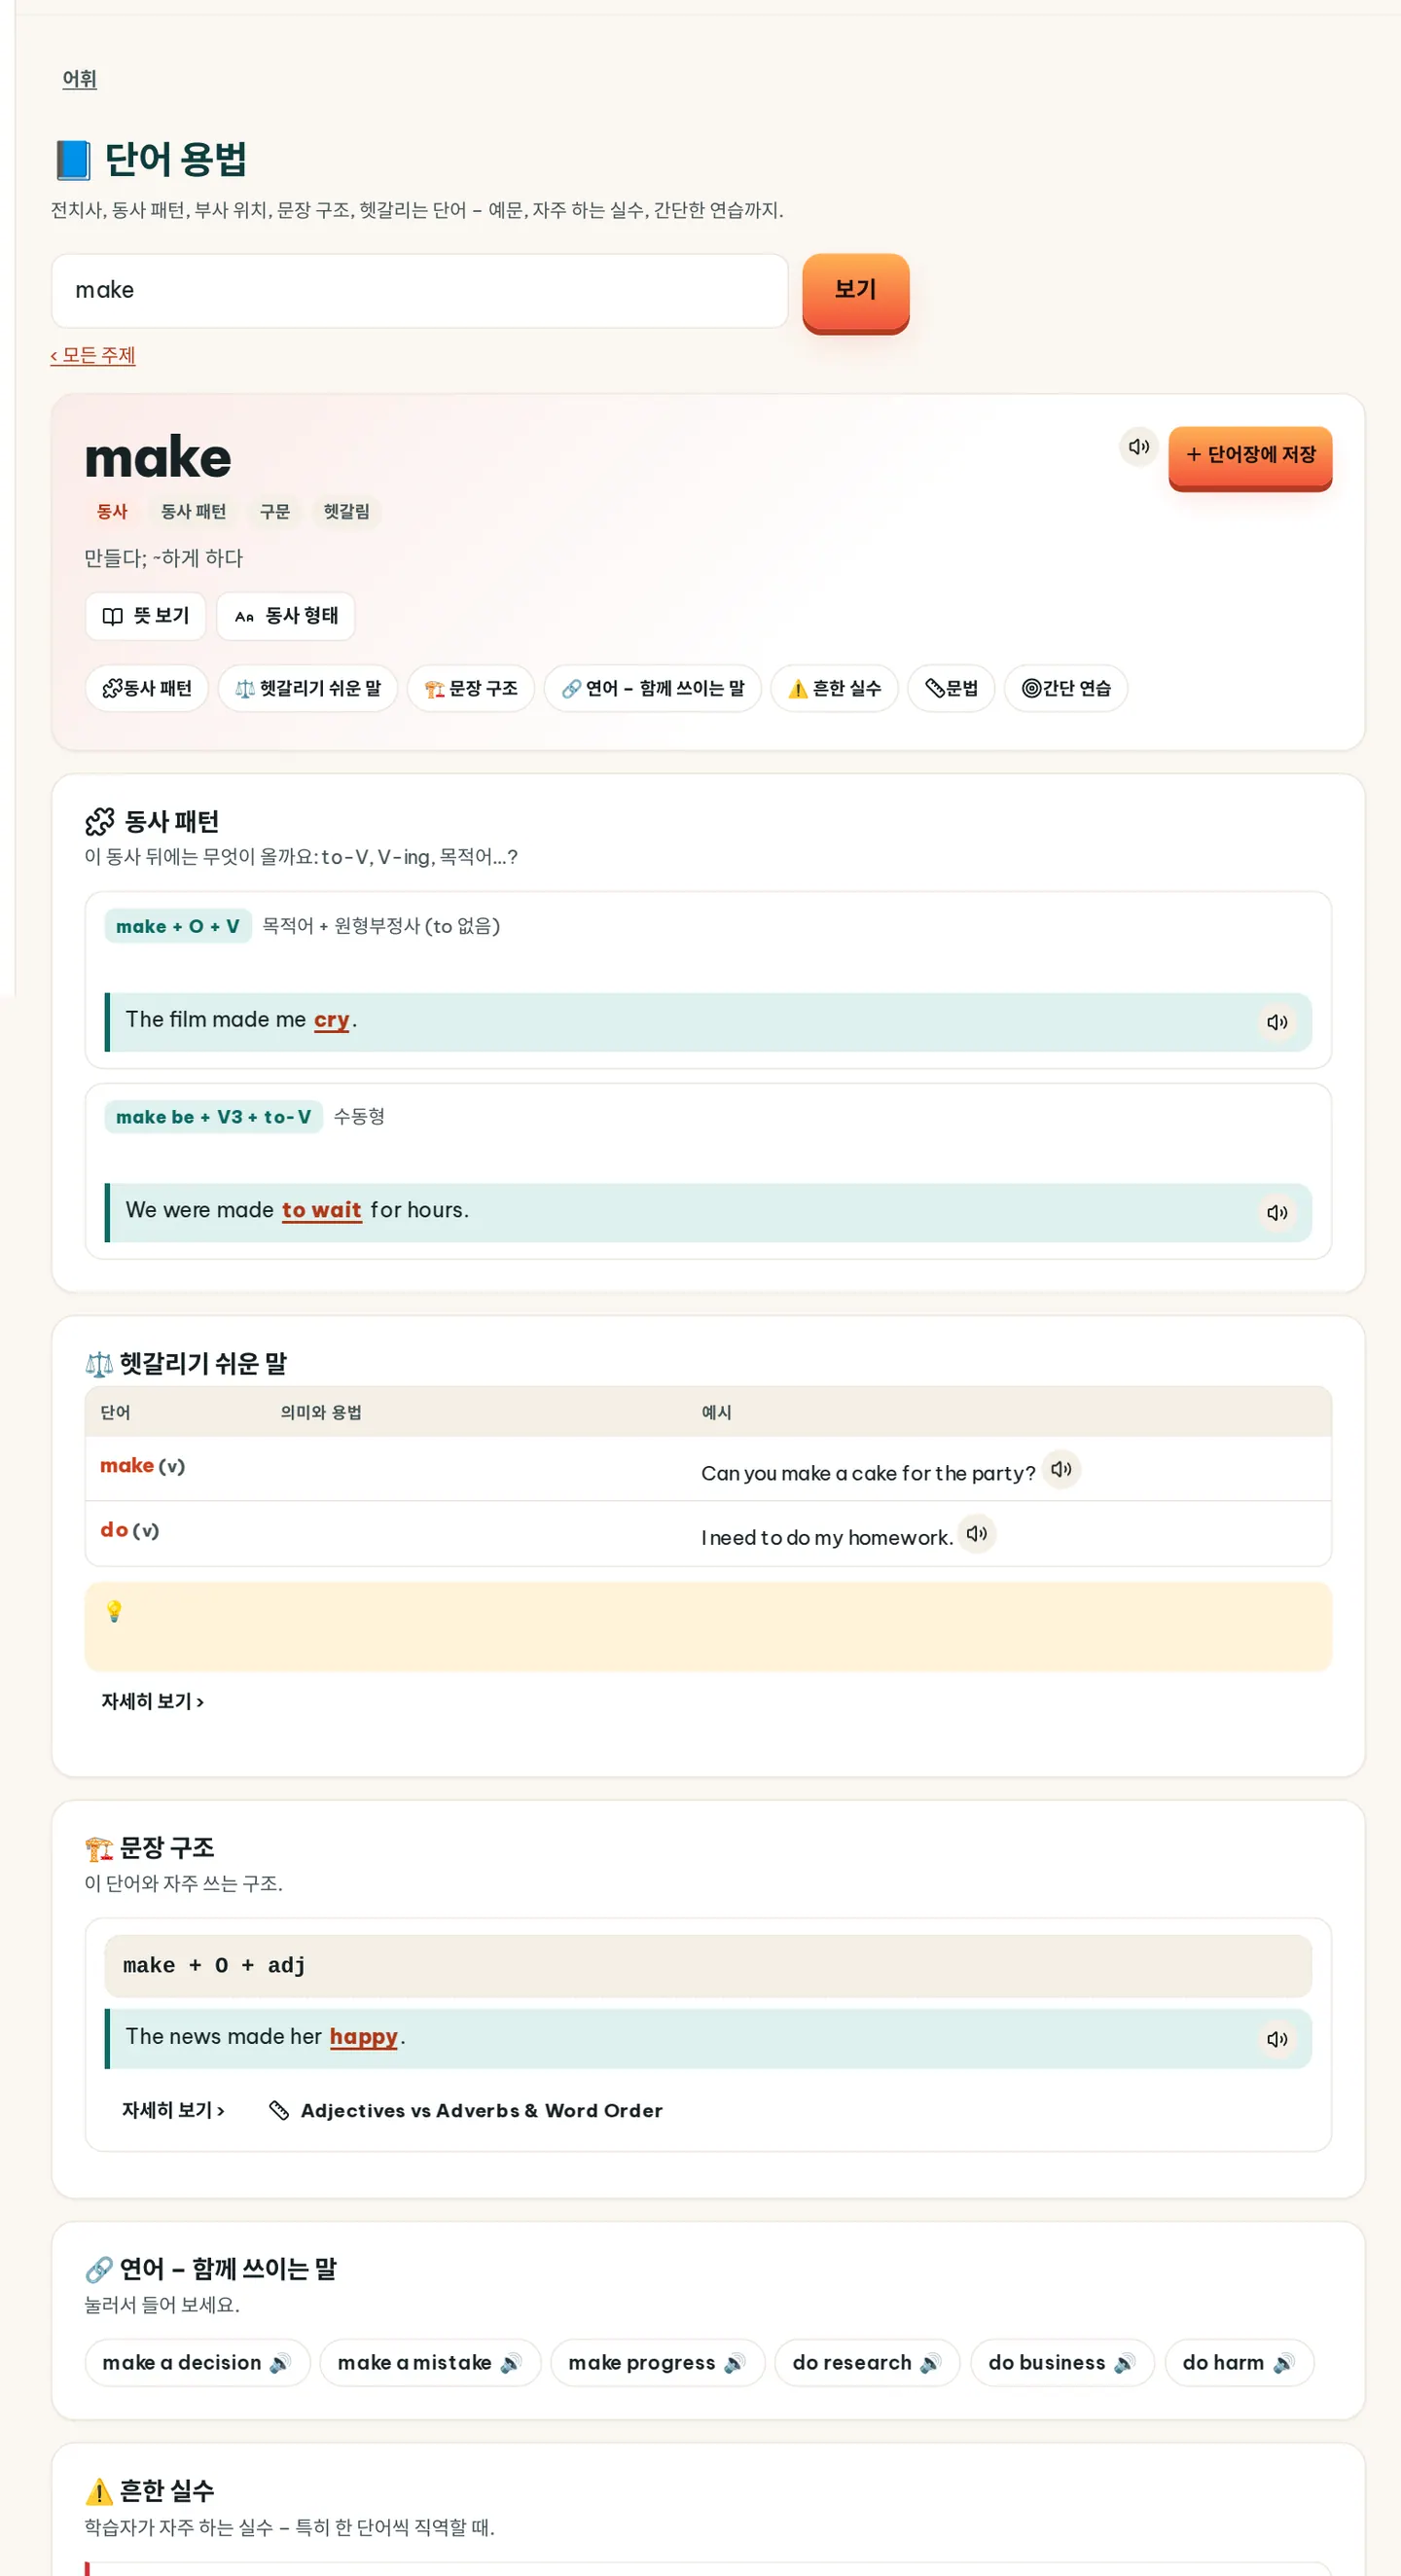 어휘
📘 단어 용법
전치사, 동사 패턴, 부사 위치, 문장 구조, 헷갈리는 단어 – 예문, 자주 하는 실수, 간단한 연습까지.
make
보기
‹ 모든 주제
make
+ 단어장에 저장
동사 동사 패턴 구문 헷갈림
만들다; ~하게 하다
뜻 보기 Aa 동사 형태
동사 패턴 ⚖️ 헷갈리기 쉬운 말 🏗️ 문장 구조 🔗 연어 – 함께 쓰이는 말 ⚠️ 흔한 실수 문법 간단 연습
동사 패턴
이 동사 뒤에는 무엇이 올까요: to-V, V-ing, 목적어...?
make + O + V 목적어 + 원형부정사 (to 없음)
The film made me cry.
make be + V3 + to-V 수동형
We were made to wait for hours.
⚖️ 헷갈리기 쉬운 말
단어 의미와 용법 예시
make (v) Can you make a cake for the party?
do (v) I need to do my homework.
💡
자세히 보기 ›
🏗️ 문장 구조
이 단어와 자주 쓰는 구조.
make + O + adj
The news made her happy.
자세히 보기 › Adjectives vs Adverbs & Word Order
🔗 연어 – 함께 쓰이는 말
눌러서 들어 보세요.
make a decision 🔊 make a mistake 🔊 make progress 🔊 do research 🔊 do business 🔊 do harm 🔊
⚠️ 흔한 실수
학습자가 자주 하는 실수 – 특히 한 단어씩 직역할 때.